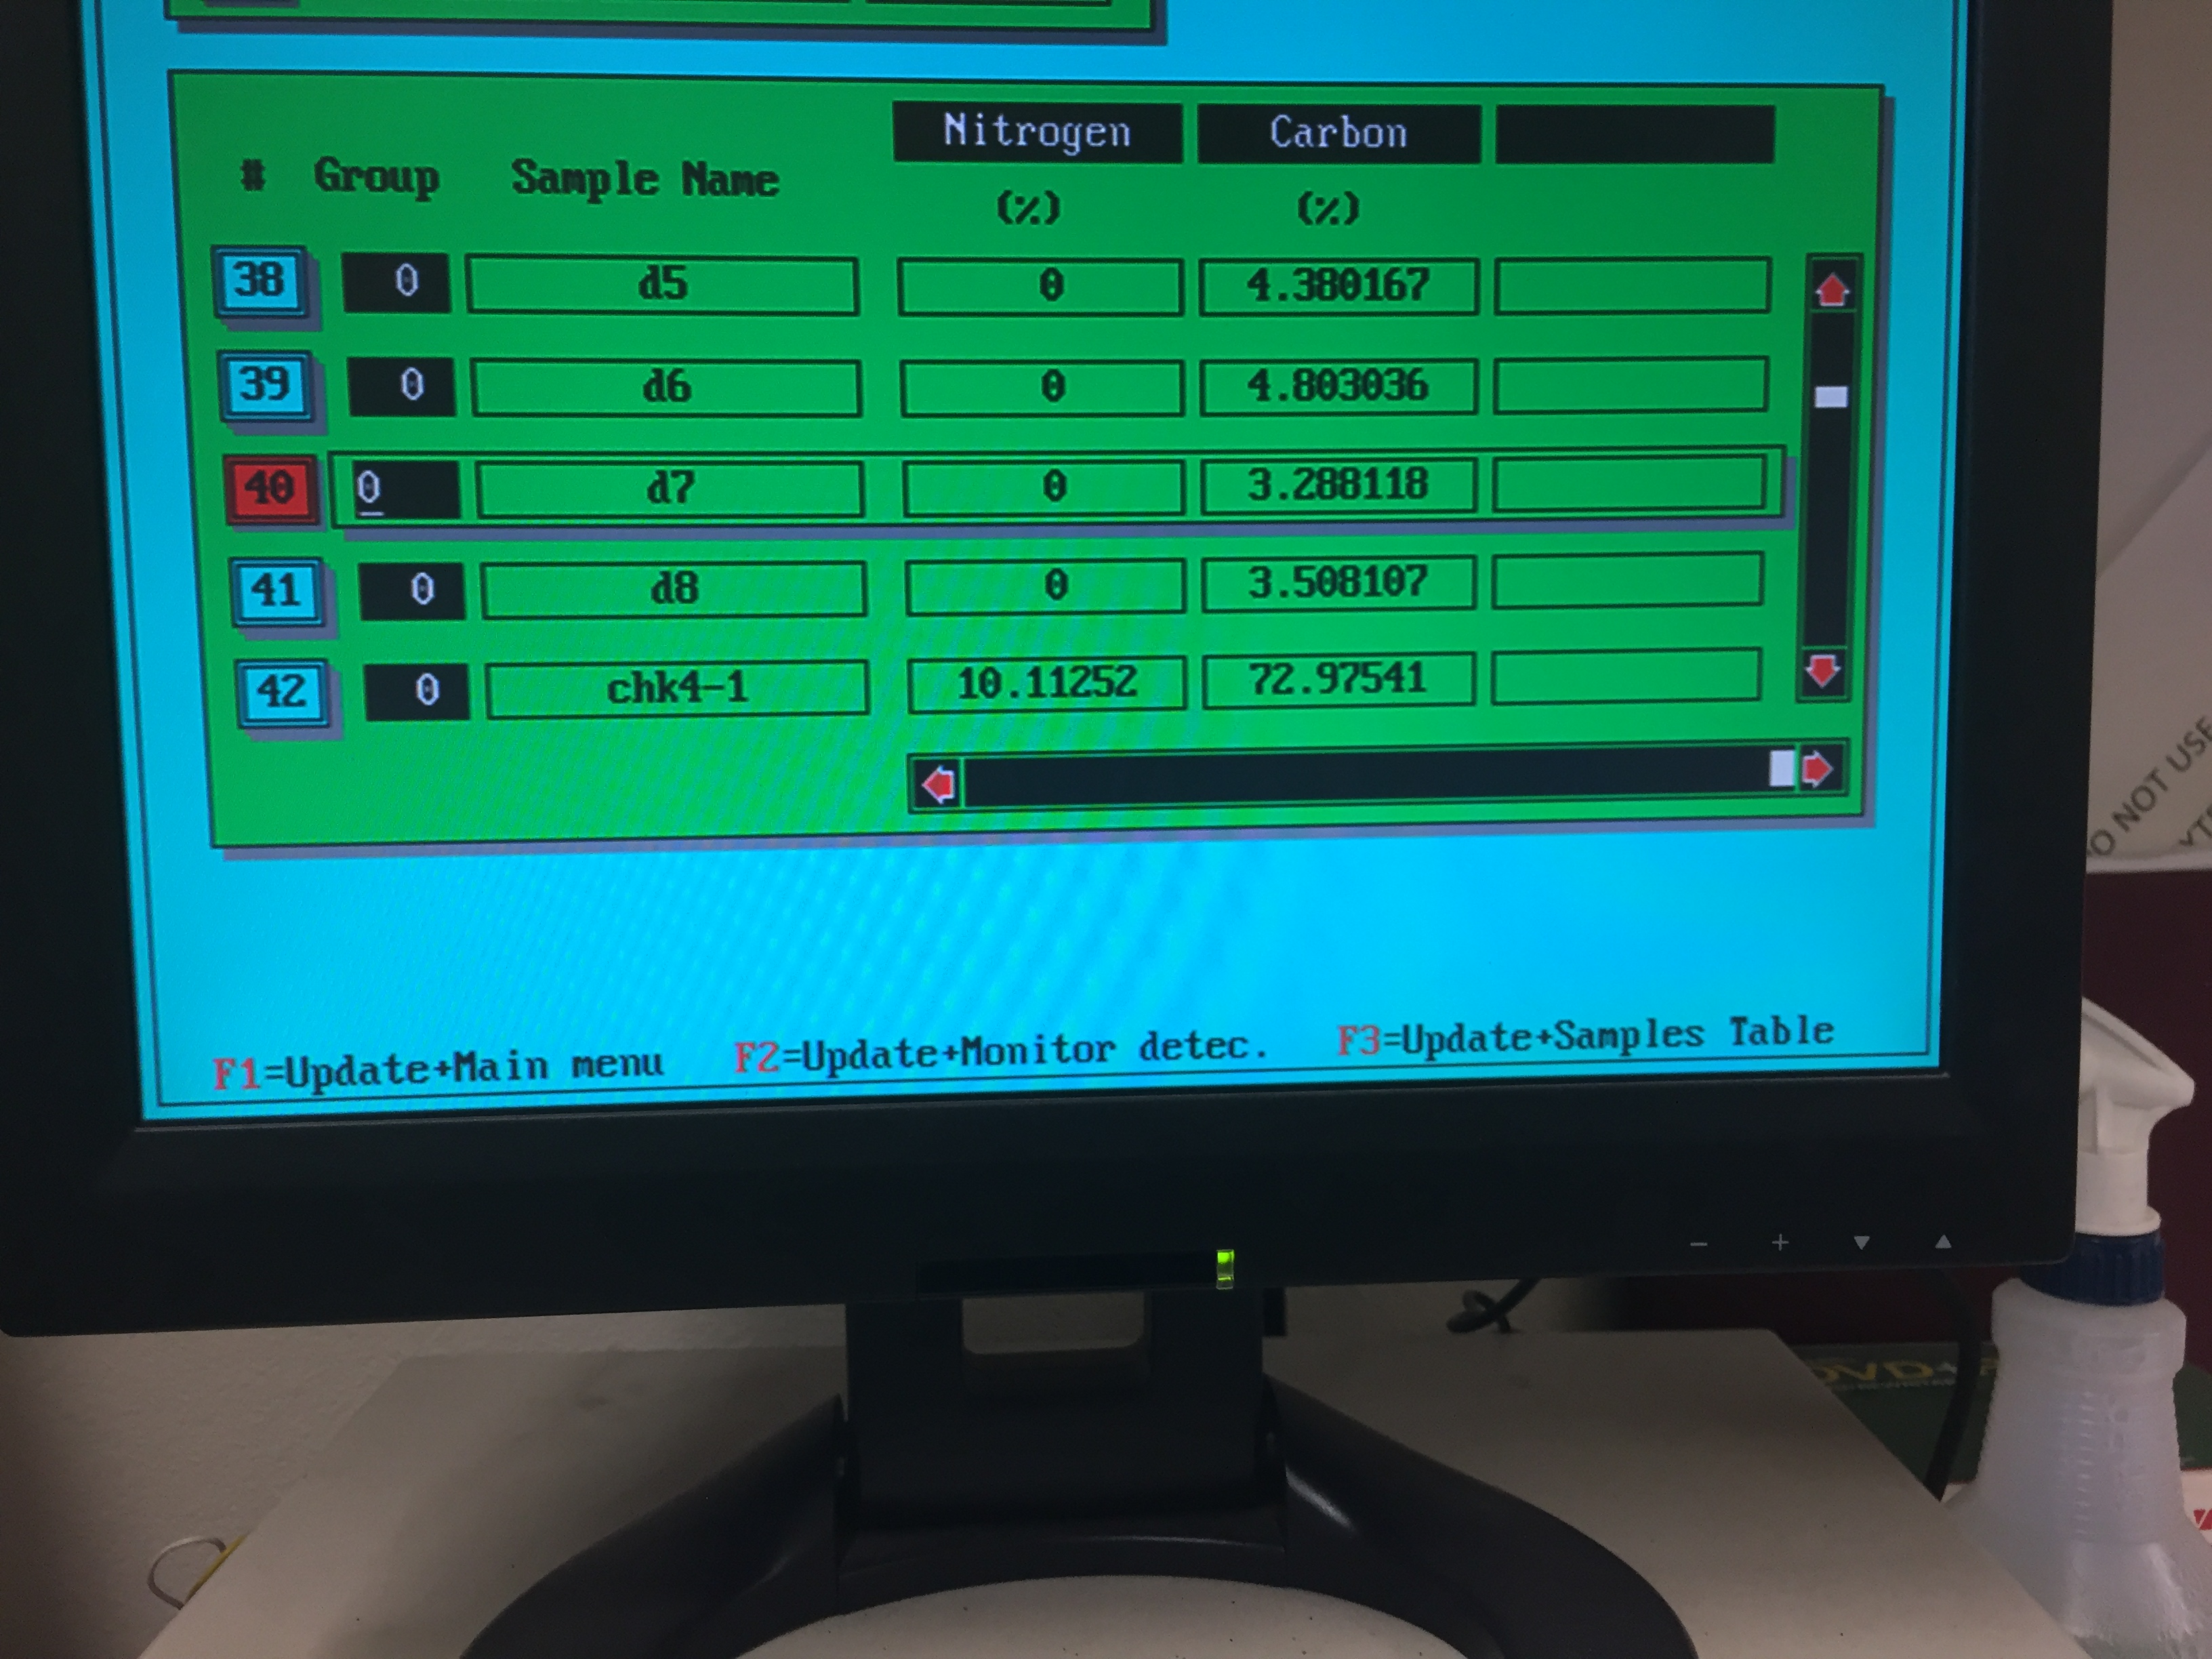 Nitrogen Carbon
# Group Sample Name
(%) (%)
38 0 d5 0 4.380167
39 0 d6 0 4.803036
40 0 d7 0 3.288118
41 0 d8 0 3.508107
42 0 chk4-1 10.11252 72.97541
F1=Update+Main menu F2=Update+Monitor detec. F3=Update+Samples Table
O NOT USE
DVD+